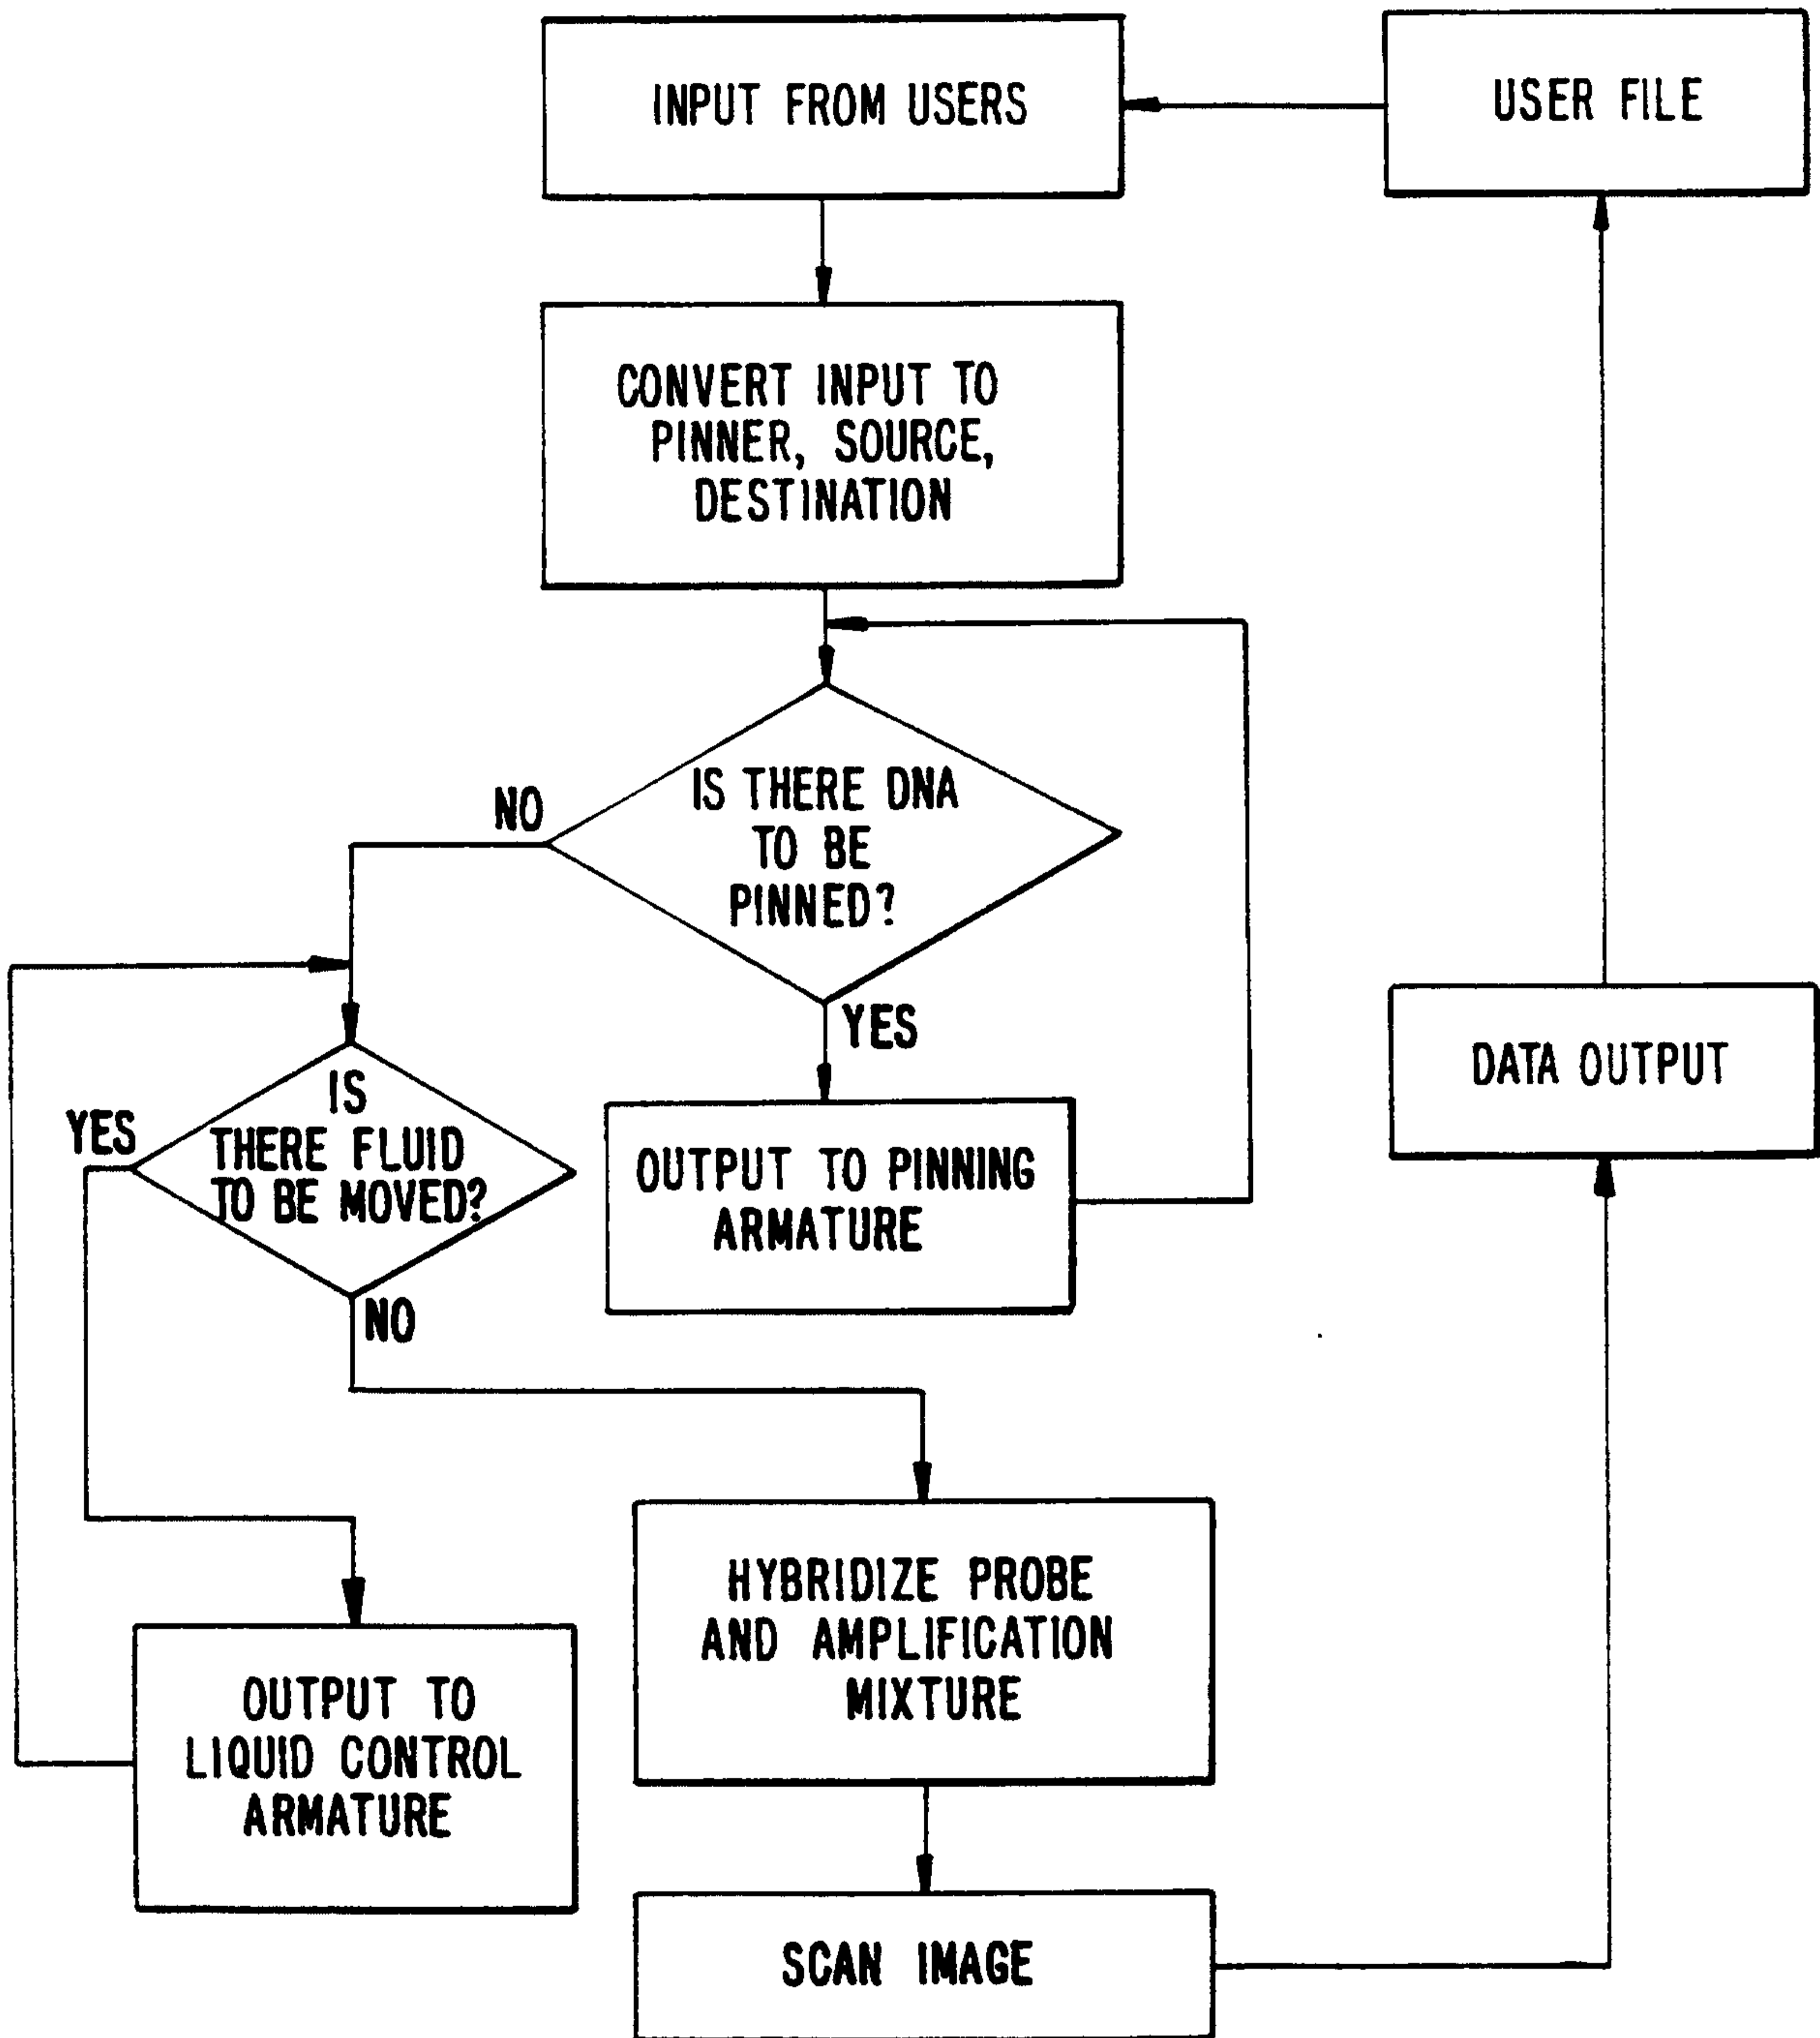 INPUT FROM USERS
USER FILE
CONVERT INPUT TO
PINNER, SOURCE,
DESTINATION
IS THERE DNA
TO BE
PINNED?
NO
YES
IS
THERE FLUID
TO BE MOVED?
YES
NO
OUTPUT TO PINNING
ARMATURE
DATA OUTPUT
HYBRIDIZE PROBE
AND AMPLIFICATION
MIXTURE
OUTPUT TO
LIQUID CONTROL
ARMATURE
SCAN IMAGE